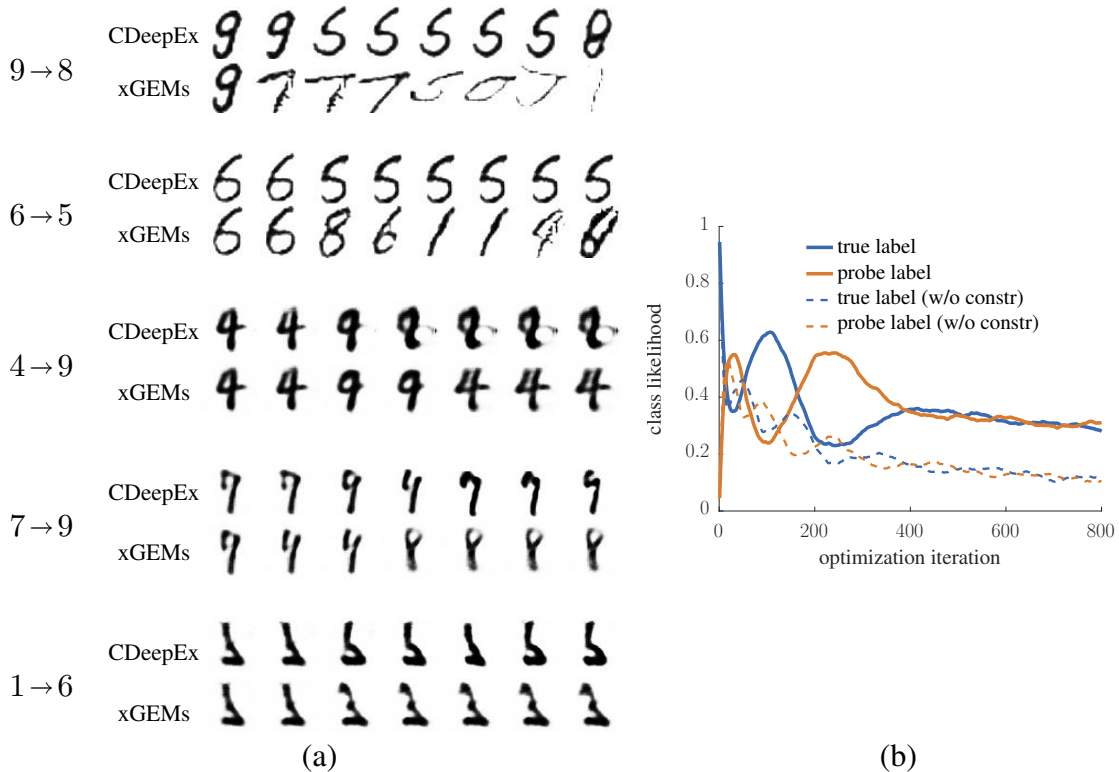 9→8
CDeepEx
xGEMs
6→5
CDeepEx
xGEMs
4→9
CDeepEx
xGEMs
7→9
CDeepEx
xGEMs
1→6
CDeepEx
xGEMs
(a)
class likelihood
1
0.8
0.6
0.4
0.2
0
true label
probe label
true label (w/o constr)
probe label (w/o constr)
0 200 400 600 800
optimization iteration
(b)